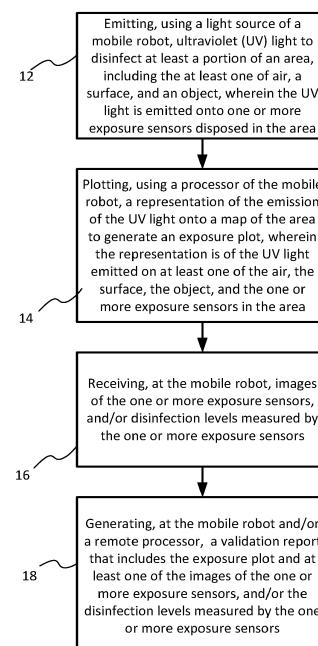 Emitting, using a light source of a
mobile robot, ultraviolet (UV) light to
disinfect at least a portion of an area,
including the at least one of air, a
surface, and an object, wherein the UV
light is emitted onto one or more
exposure sensors disposed in the area
12
Plotting, using a processor of the mobile
robot, a representation of the emission
of the UV light onto a map of the area
to generate an exposure plot, wherein
the representation is of the UV light
emitted on at least one of the air, the
surface, the object, and the one or
more exposure sensors in the area
14
Receiving, at the mobile robot, images
of the one or more exposure sensors,
and/or disinfection levels measured by
the one or more exposure sensors
16
Generating, at the mobile robot and/or
a remote processor, a validation report
that includes the exposure plot and at
least one of the images of the one or
more exposure sensors, and/or the
disinfection levels measured by the one
or more exposure sensors
18